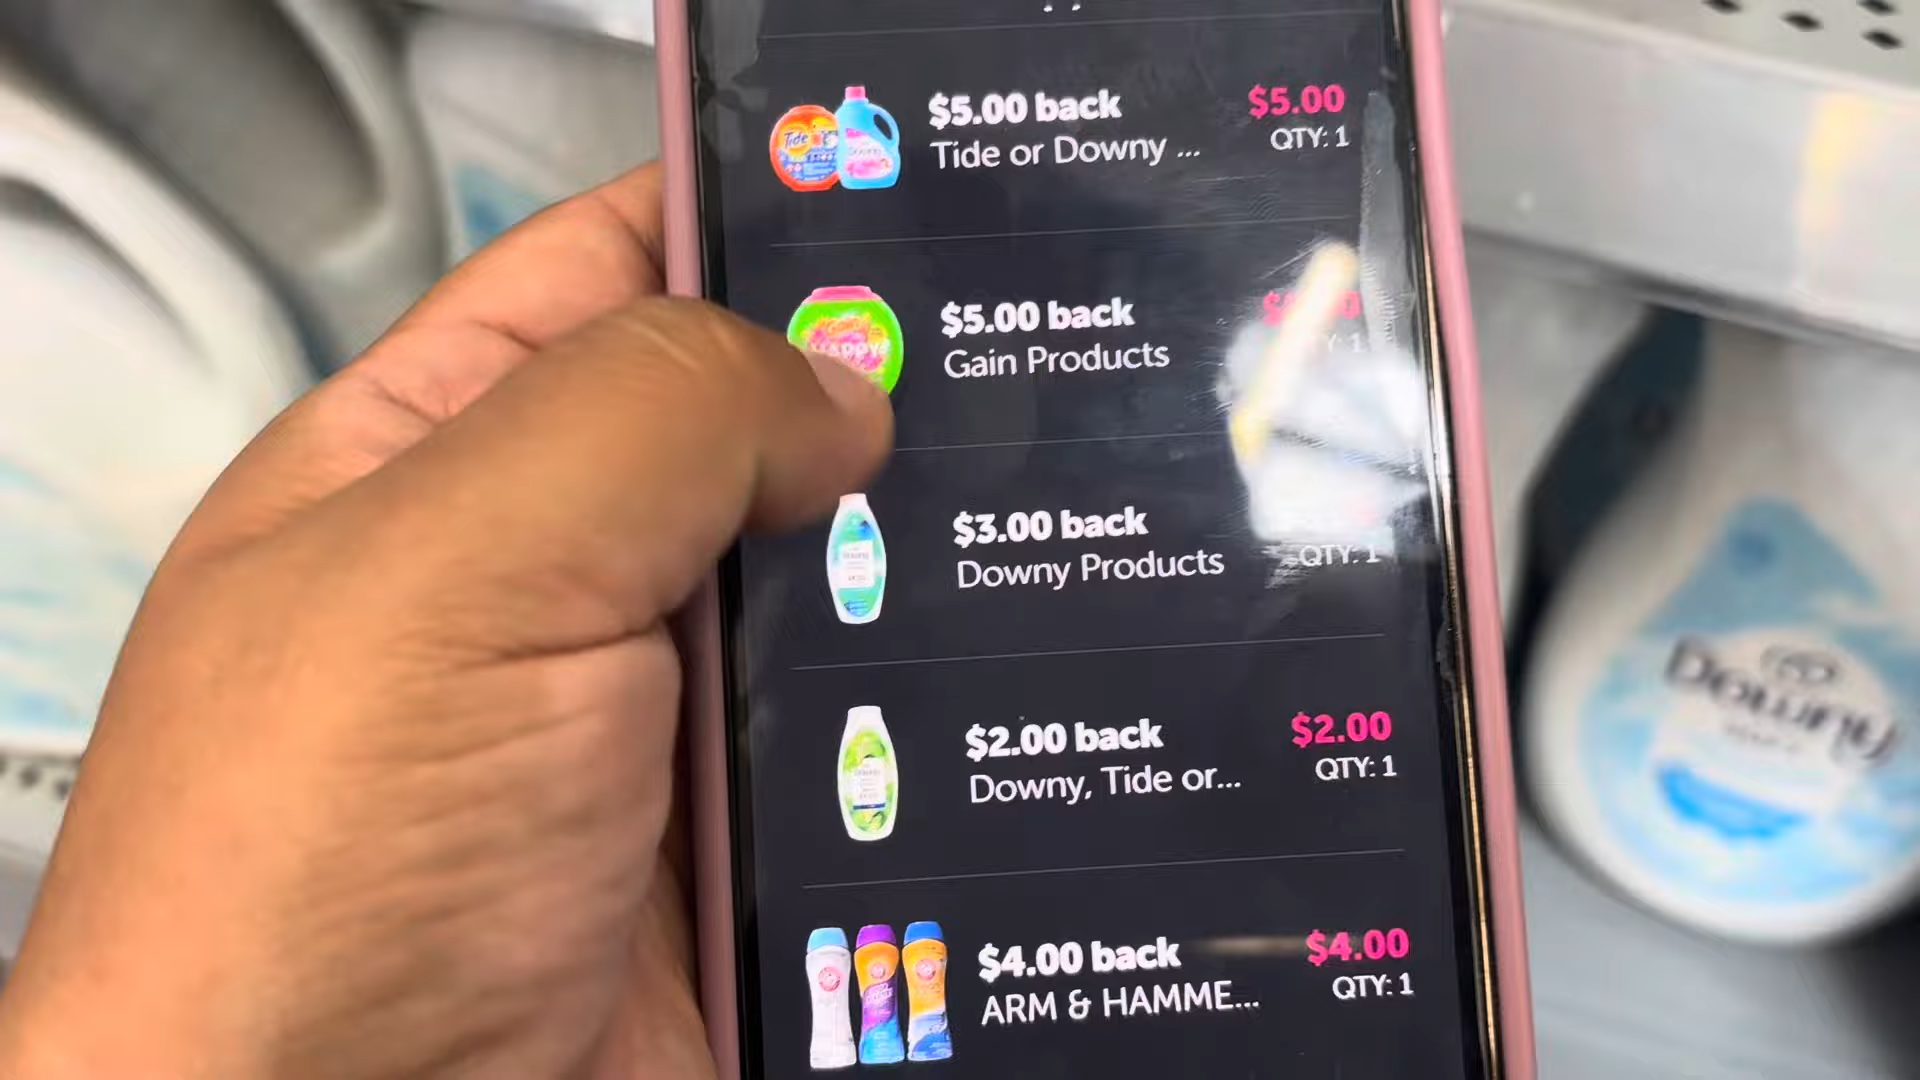 $5.00 back
$5.00
Tide or Downy ...
QTY: 1
Tide
$5.00 back
Gain Products
$3.00 back
Downy Products
QTY: 1
$2.00 back
$2.00
Downy, Tide or...
QTY: 1
$4.00 back
$4.00
ARM & HAMME...
QTY: 1
Downy